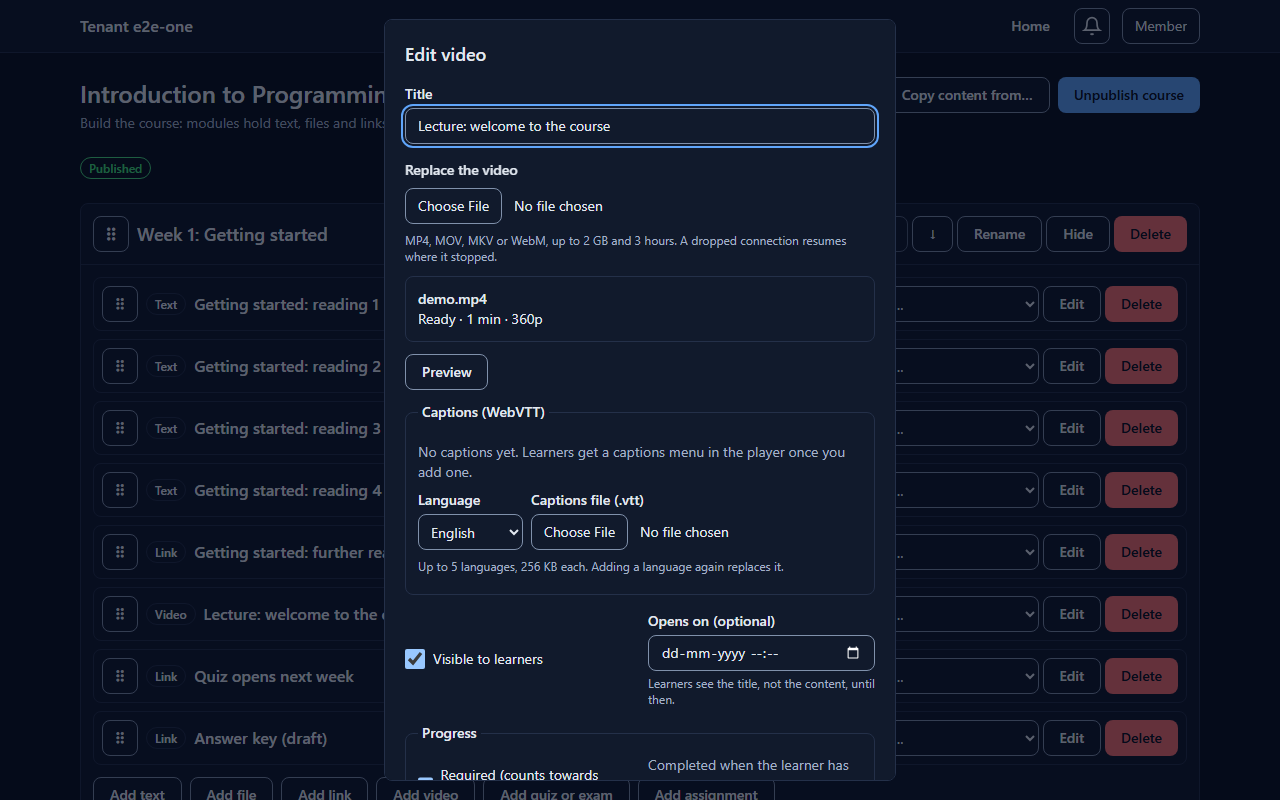 Tenant e2e-one
Home
Member
Introduction to Programmin
Build the course: modules hold text, files and links
Copy content from...
Unpublish course
Published
Week 1: Getting started
↓
Rename
Hide
Delete
Text Getting started: reading 1
Edit
Delete
Text Getting started: reading 2
Edit
Delete
Text Getting started: reading 3
Edit
Delete
Text Getting started: reading 4
Edit
Delete
Link Getting started: further rea
Edit
Delete
Video Lecture: welcome to the
Edit
Delete
Link Quiz opens next week
Edit
Delete
Link Answer key (draft)
Edit
Delete
Add text
Add file
Add link
Add video
Add quiz or exam
Add assignment
Edit video
Title
Lecture: welcome to the course
Replace the video
Choose File No file chosen
MP4, MOV, MKV or WebM, up to 2 GB and 3 hours. A dropped connection resumes
where it stopped.
demo.mp4
Ready · 1 min · 360p
Preview
Captions (WebVTT)
No captions yet. Learners get a captions menu in the player once you
add one.
Language
Captions file (.vtt)
English
Choose File No file chosen
Up to 5 languages, 256 KB each. Adding a language again replaces it.
Visible to learners
Opens on (optional)
dd-mm-yyyy --:--
Learners see the title, not the content, until
then.
Progress
Required (counts towards
Completed when the learner has